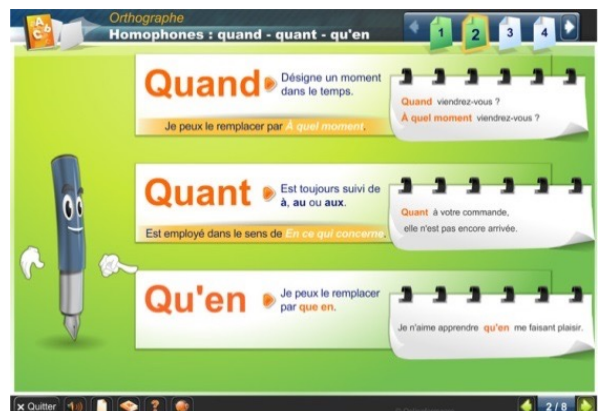 Orthographe
Homophones : quand - quant - qu'en
1 2 3 4
Quand
Désigne un moment
dans le temps.
Je peux le remplacer par À quel moment.
Quand viendrez-vous ?
À quel moment viendrez-vous ?
Quant
Est toujours suivi de
à, au ou aux.
Est employé dans le sens de En ce qui concerne.
Quant à votre commande,
elle n'est pas encore arrivée.
Qu'en
Je peux le remplacer
par que en.
Je n'aime apprendre qu'en me faisant plaisir.
x Quitter
?
2 / 8